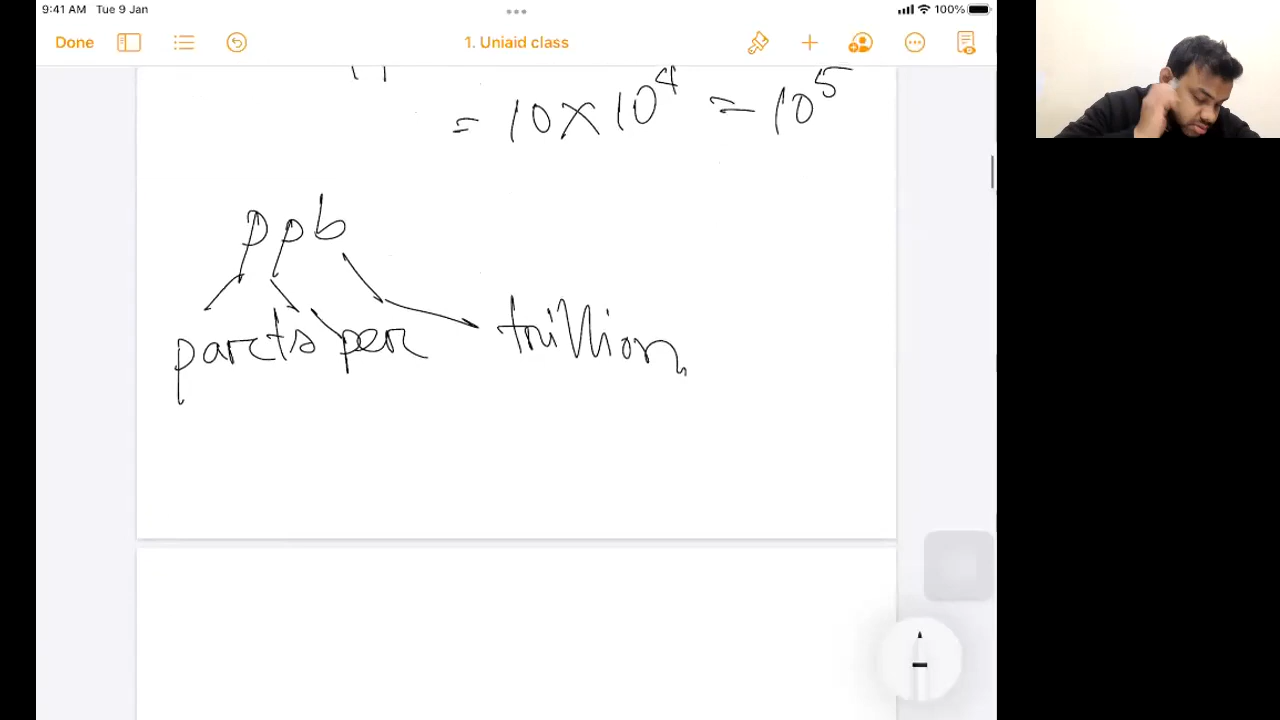 9:41 AM Tue 9 Jan
100%
Done
1. Uniaid class
= 10 × 10⁴ = 10⁵
ppb
parts per trillion